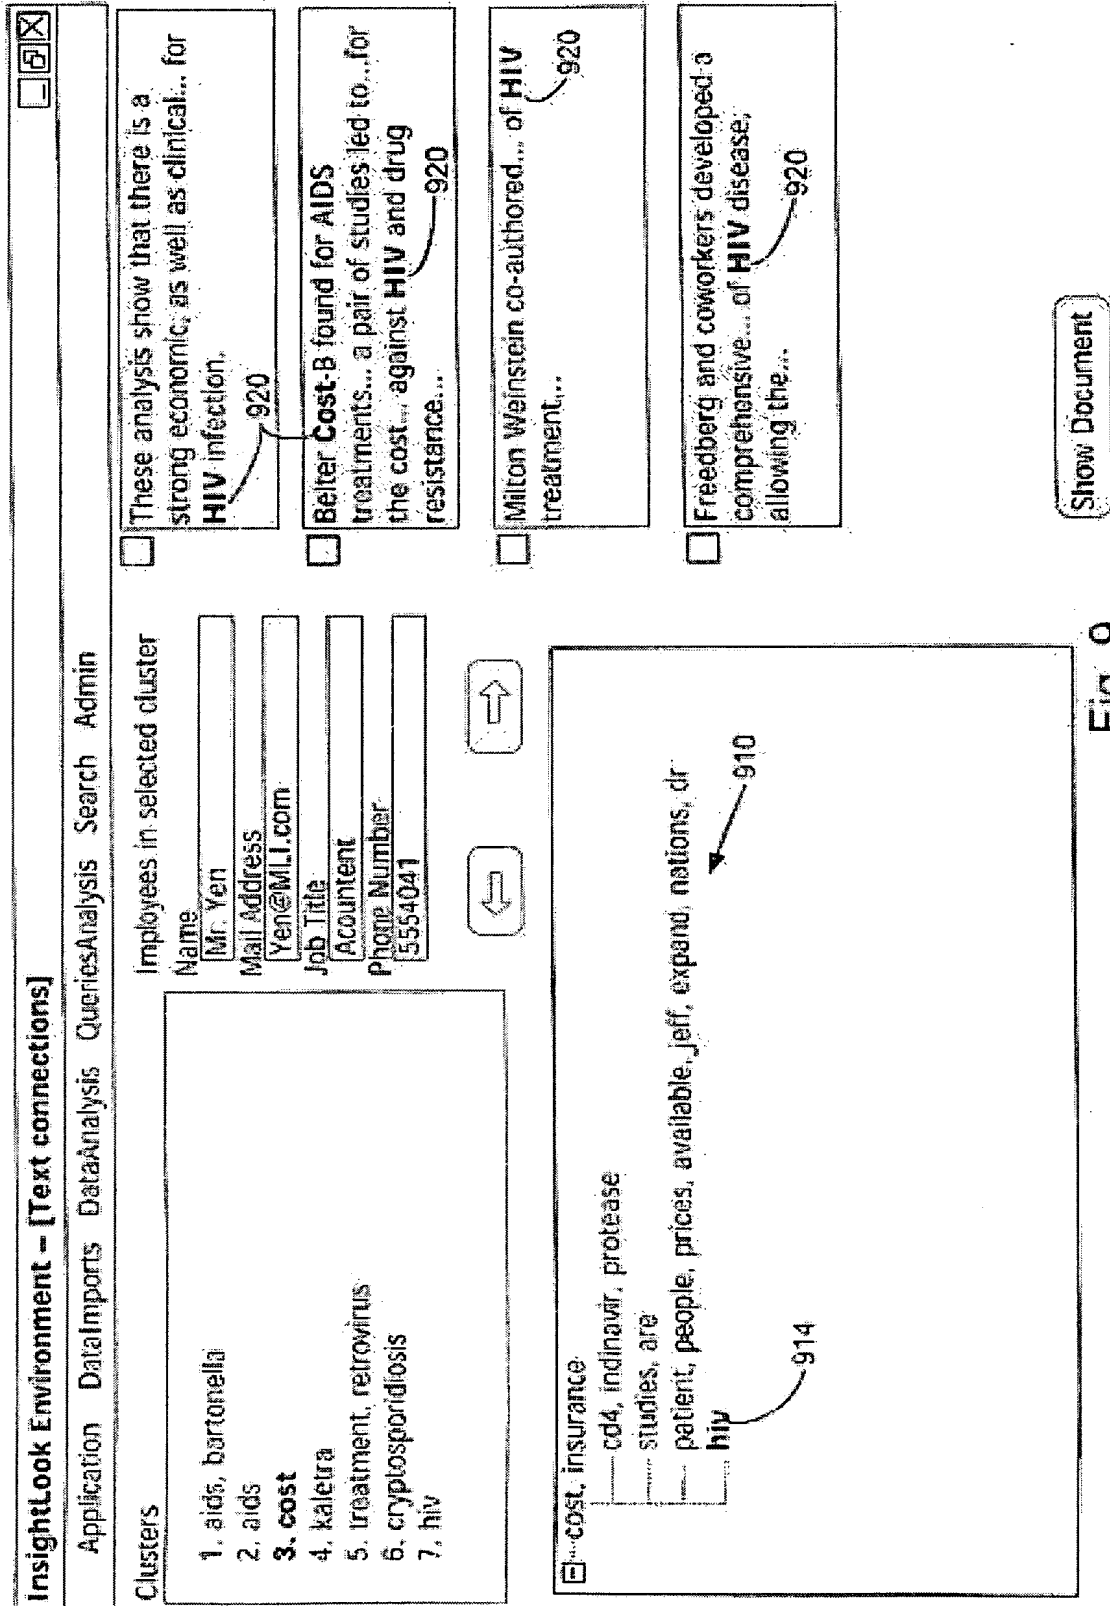 InsightLook Environment – [Text connections]
Application DataImports DataAnalysis QueriesAnalysis Search Admin
Clusters
1. aids, bartonella
2. aids
3. cost
4. kaletra
5. treatment, retrovirus
6. cryptosporidiosis
7. hiv
Imployees in selected cluster
Name
Mr. Yen
Mail Address
Yen@MLI.com
Job Title
Acountent
Phone Number
5554041
These analysis show that there is a
strong economic, as well as clinical... for
HIV infection.
920
Belter Cost-B found for AIDS
treatments... a pair of studies led to...for
the cost... against HIV and drug
resistance...
920
Milton Weinstein co-authored... of HIV
treatment...
920
Freedberg and coworkers developed a
comprehensive... of HIV disease,
allowing the...
920
cost, insurance
cd4, indinavir, protease
studies, are
patient, people, prices, available, jeff, expand, nations, dr
hiv
910
914
Show Document
Fig. 9